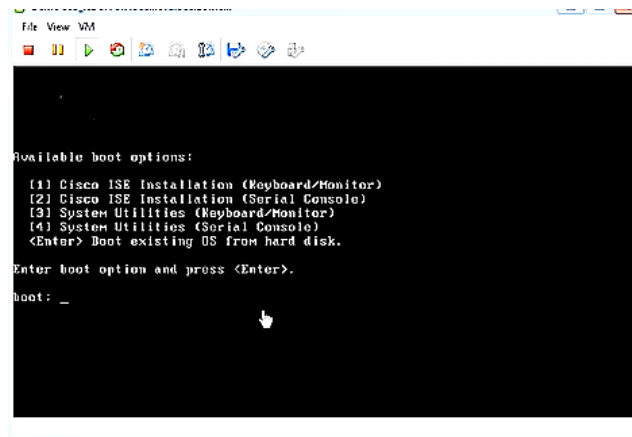 File View VM
Available boot options:
[1] Cisco ISE Installation (Keyboard/Monitor)
[2] Cisco ISE Installation (Serial Console)
[3] System Utilities (Keyboard/Monitor)
[4] System Utilities (Serial Console)
<Enter> Boot existing OS from hard disk.
Enter boot option and press <Enter>.
boot: _